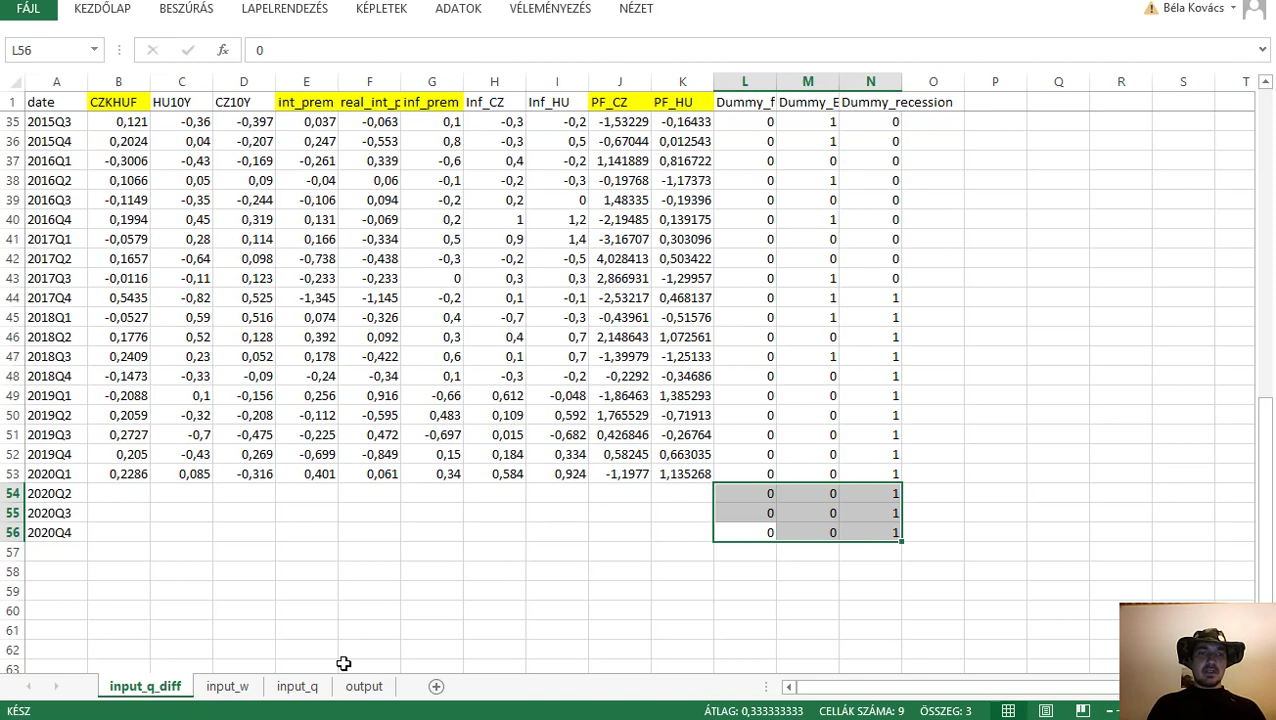 FÁJL KEZDŐLAP BESZÚRÁS LAPELRENDEZÉS KÉPLETEK ADATOK VÉLEMÉNYEZÉS NÉZET Béla Kovács
L56 fx 0
A B C D E F G H I J K L M N O P Q R S T
1 date CZKHUF HU10Y CZ10Y int_prem real_int_p inf_prem Inf_CZ Inf_HU PF_CZ PF_HU Dummy_f Dummy_E Dummy_recession
35 2015Q3 0,121 -0,36 -0,397 0,037 -0,063 0,1 -0,3 -0,2 -1,53229 -0,16433 0 1 0
36 2015Q4 0,2024 0,04 -0,207 0,247 -0,553 0,8 -0,3 0,5 -0,67044 0,012543 0 1 0
37 2016Q1 -0,3006 -0,43 -0,169 -0,261 0,339 -0,6 0,4 -0,2 1,141889 0,816722 0 1 0
38 2016Q2 0,1066 0,05 0,09 -0,04 0,06 -0,1 -0,2 -0,3 -0,19768 -1,17373 0 1 0
39 2016Q3 -0,1149 -0,35 -0,244 -0,106 0,094 -0,2 0,2 0 1,48335 -0,19396 0 0 0
40 2016Q4 0,1994 0,45 0,319 0,131 -0,069 0,2 1 1,2 -2,19485 0,139175 0 1 0
41 2017Q1 -0,0579 0,28 0,114 0,166 -0,334 0,5 0,9 1,4 -3,16707 0,303096 0 0 0
42 2017Q2 0,1657 -0,64 0,098 -0,738 -0,438 -0,3 -0,2 -0,5 4,028413 0,503422 0 0 0
43 2017Q3 -0,0116 -0,11 0,123 -0,233 -0,233 0 0,3 0,3 2,866931 -1,29957 0 1 0
44 2017Q4 0,5435 -0,82 0,525 -1,345 -1,145 -0,2 0,1 -0,1 -2,53217 0,468137 0 1 1
45 2018Q1 -0,0527 0,59 0,516 0,074 -0,326 0,4 -0,7 -0,3 -0,43961 -0,51576 0 1 1
46 2018Q2 0,1776 0,52 0,128 0,392 0,092 0,3 0,4 0,7 2,148643 1,072561 0 0 1
47 2018Q3 0,2409 0,23 0,052 0,178 -0,422 0,6 0,1 0,7 -1,39979 -1,25133 0 1 1
48 2018Q4 -0,1473 -0,33 -0,09 -0,24 -0,34 0,1 -0,3 -0,2 -0,2292 -0,34686 0 0 1
49 2019Q1 -0,2088 0,1 -0,156 0,256 0,916 -0,66 0,612 -0,048 -1,86463 1,385293 0 0 1
50 2019Q2 0,2059 -0,32 -0,208 -0,112 -0,595 0,483 0,109 0,592 1,765529 -0,71913 0 0 1
51 2019Q3 0,2727 -0,7 -0,475 -0,225 0,472 -0,697 0,015 -0,682 0,426846 -0,26764 0 0 1
52 2019Q4 0,205 -0,43 0,269 -0,699 -0,849 0,15 0,184 0,334 0,58245 0,663035 0 0 1
53 2020Q1 0,2286 0,085 -0,316 0,401 0,061 0,34 0,584 0,924 -1,1977 1,135268 0 0 1
54 2020Q2 0 0 1
55 2020Q3 0 0 1
56 2020Q4 0 0 1
57
58
59
60
61
62
63
input_q_diff input_w input_q output
KÉSZ ÁTLAG: 0,333333333 CELLÁK SZÁMA: 9 ÖSSZEG: 3